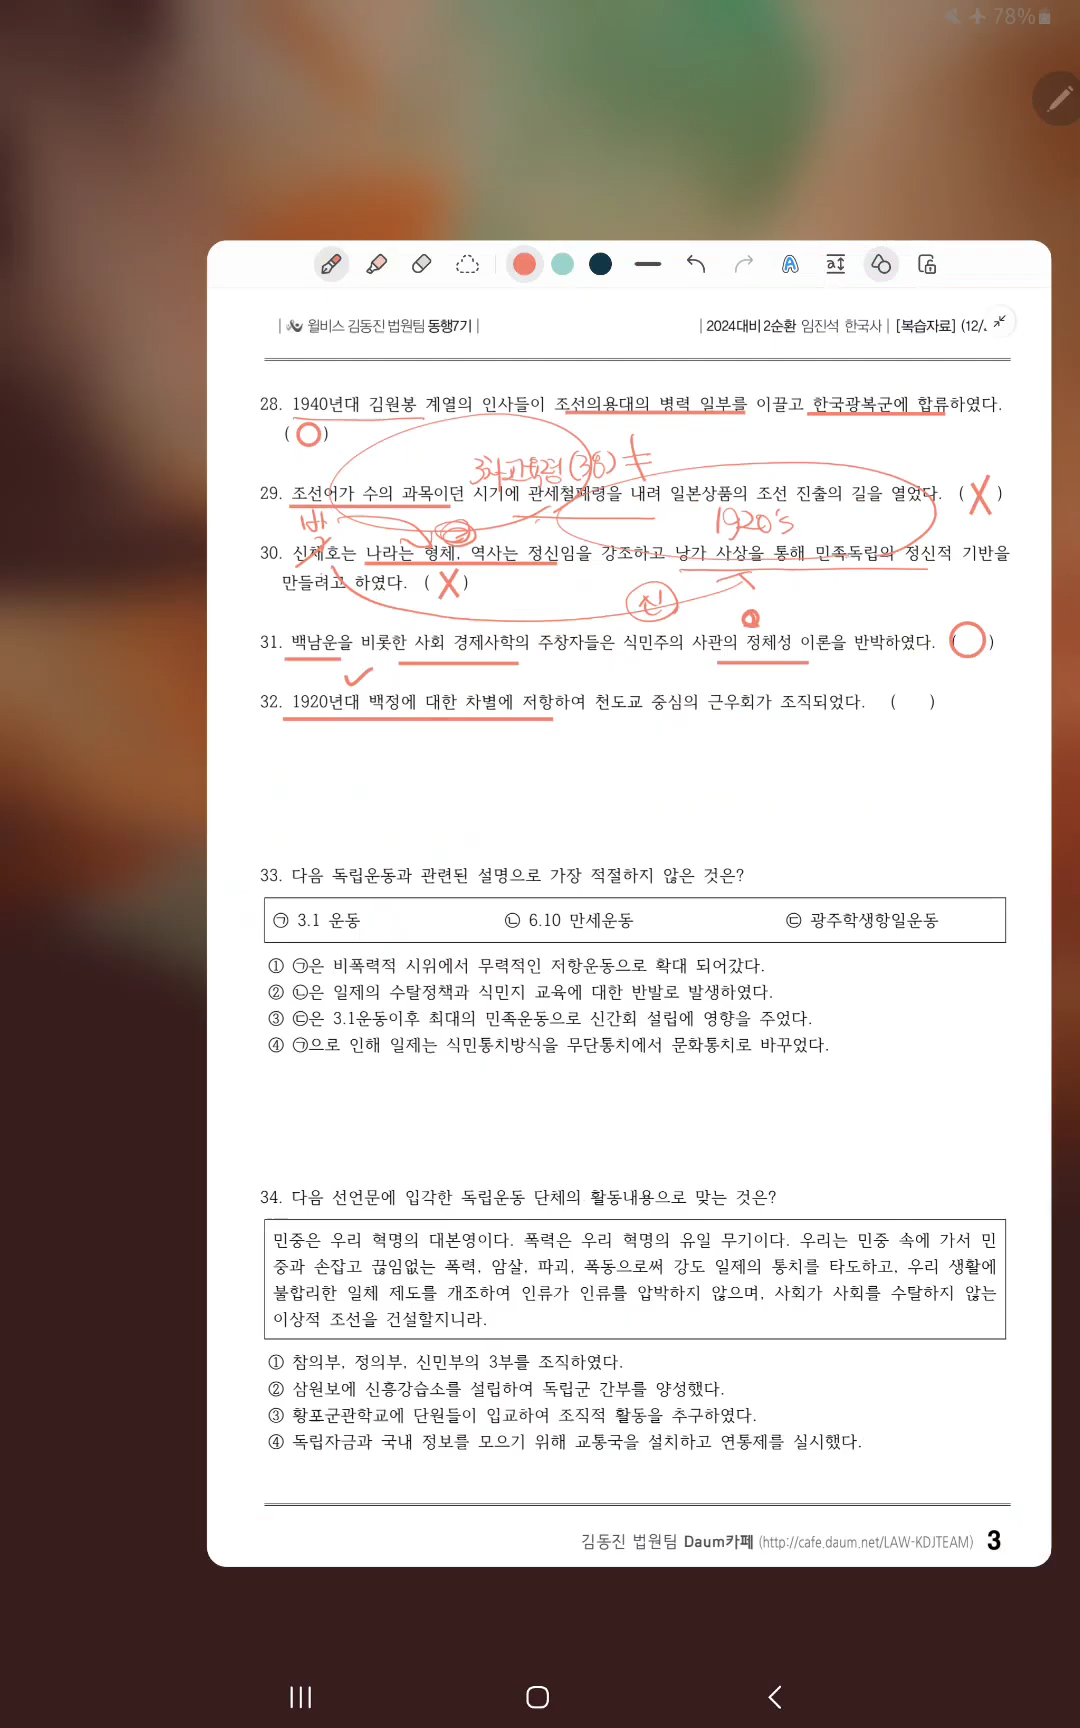 78%
윌비스 김동진 법원팀 동행7기 | 2024대비 2순환 임진석 한국사 | [복습자료] (12/
28. 1940년대 김원봉 계열의 인사들이 조선의용대의 병력 일부를 이끌고 한국광복군에 합류하였다.
( O )
3차교육령 (38) ≠
29. 조선어가 수의 과목이던 시기에 관세철폐령을 내려 일본상품의 조선 진출의 길을 열었다. ( X )
박
1920's
30. 신채호는 나라는 형체, 역사는 정신임을 강조하고 낭가 사상을 통해 민족독립의 정신적 기반을
만들려고 하였다. ( X )
신
31. 백남운을 비롯한 사회 경제사학의 주창자들은 식민주의 사관의 정체성 이론을 반박하였다. ( O )
32. 1920년대 백정에 대한 차별에 저항하여 천도교 중심의 근우회가 조직되었다. ( )
33. 다음 독립운동과 관련된 설명으로 가장 적절하지 않은 것은?
㉠ 3.1 운동 ㉡ 6.10 만세운동 ㉢ 광주학생항일운동
① ㉠은 비폭력적 시위에서 무력적인 저항운동으로 확대 되어갔다.
② ㉡은 일제의 수탈정책과 식민지 교육에 대한 반발로 발생하였다.
③ ㉢은 3.1운동이후 최대의 민족운동으로 신간회 설립에 영향을 주었다.
④ ㉠으로 인해 일제는 식민통치방식을 무단통치에서 문화통치로 바꾸었다.
34. 다음 선언문에 입각한 독립운동 단체의 활동내용으로 맞는 것은?
민중은 우리 혁명의 대본영이다. 폭력은 우리 혁명의 유일 무기이다. 우리는 민중 속에 가서 민
중과 손잡고 끊임없는 폭력, 암살, 파괴, 폭동으로써 강도 일제의 통치를 타도하고, 우리 생활에
불합리한 일체 제도를 개조하여 인류가 인류를 압박하지 않으며, 사회가 사회를 수탈하지 않는
이상적 조선을 건설할지니라.
① 참의부, 정의부, 신민부의 3부를 조직하였다.
② 삼원보에 신흥강습소를 설립하여 독립군 간부를 양성했다.
③ 황포군관학교에 단원들이 입교하여 조직적 활동을 추구하였다.
④ 독립자금과 국내 정보를 모으기 위해 교통국을 설치하고 연통제를 실시했다.
김동진 법원팀 Daum카페 (http://cafe.daum.net/LAW-KDJTEAM) 3